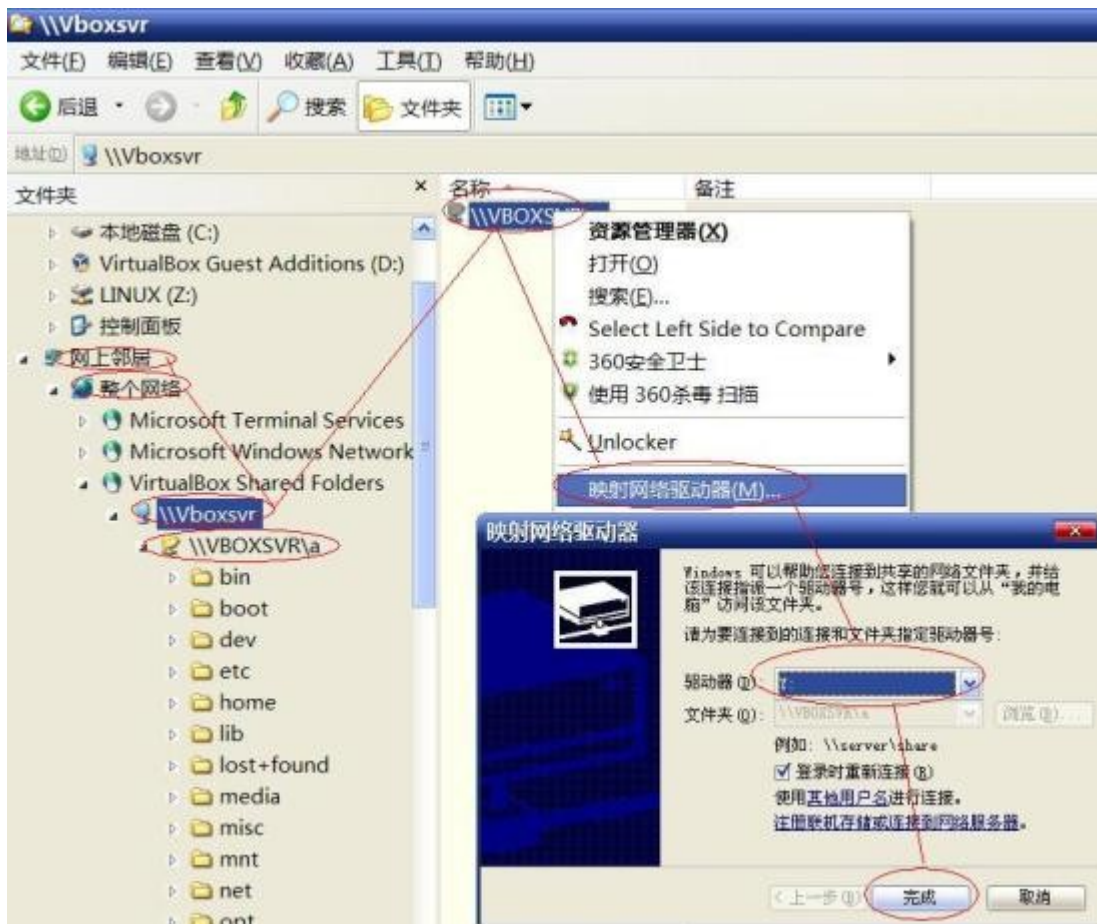 \\Vboxsvr
文件(F) 编辑(E) 查看(V) 收藏(A) 工具(T) 帮助(H)
后退 搜索 文件夹
地址(D) \\Vboxsvr
文件夹 × 名称 备注
\\VBOXSVR
本地磁盘 (C:)
VirtualBox Guest Additions (D:)
LINUX (Z:)
控制面板
网上邻居
整个网络
Microsoft Terminal Services
Microsoft Windows Network
VirtualBox Shared Folders
\\Vboxsvr
\\VBOXSVR\a
bin
boot
dev
etc
home
lib
lost+found
media
misc
mnt
net
opt
资源管理器(X)
打开(O)
搜索(E)...
Select Left Side to Compare
360安全卫士
使用 360杀毒 扫描
Unlocker
映射网络驱动器(M)...
映射网络驱动器
Windows 可以帮助您连接到共享的网络文件夹，并给
该连接指派一个驱动器号，这样您就可以从“我的电
脑”访问该文件夹。
请为要连接到的连接和文件夹指定驱动器号:
驱动器(D):
文件夹(O): \\VBOXSVR\a 浏览(B)...
例如: \\server\share
登录时重新连接(R)
使用其他用户名进行连接。
注册联机存储或连接到网络服务器。
< 上一步(B) 完成 取消